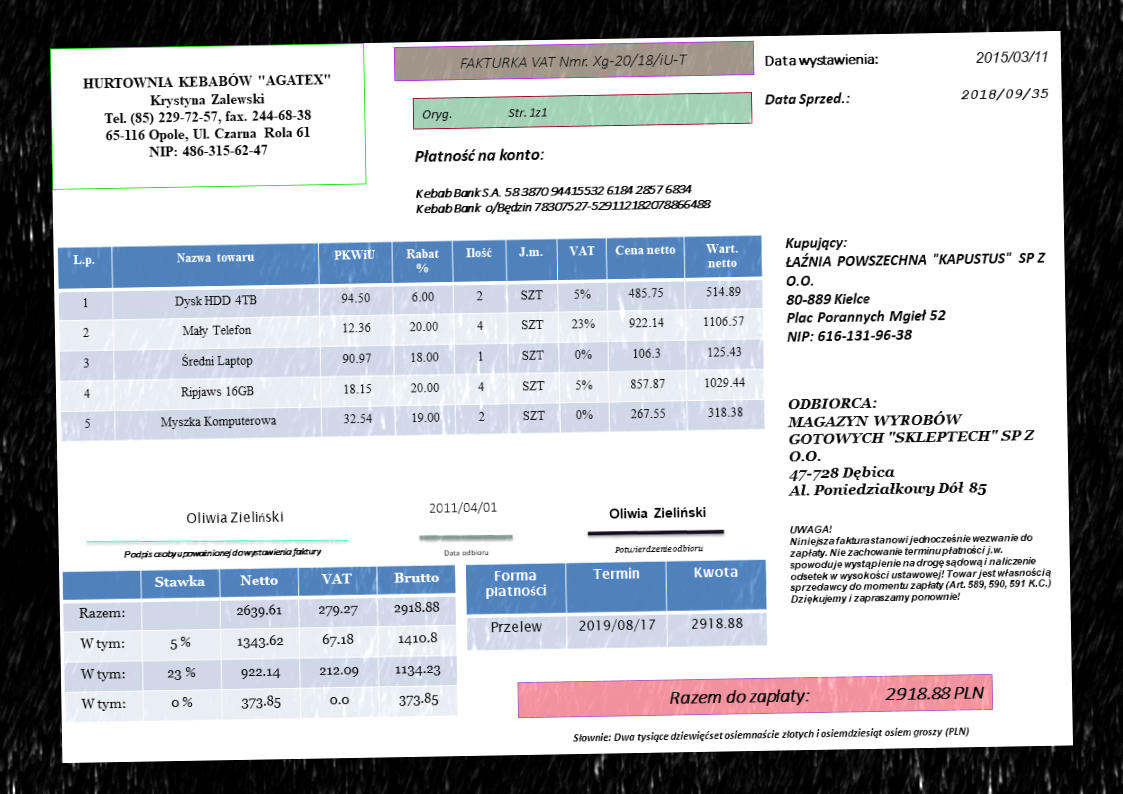 HURTOWNIA KEBABÓW "AGATEX"
Krystyna Zalewski
Tel. (85) 229-72-57, fax. 244-68-38
65-116 Opole, Ul. Czarna Rola 61
NIP: 486-315-62-47
FAKTURKA VAT Nmr. Xg-20/18/iU-T
Oryg. Str. 1z1
Data wystawienia: 2015/03/11
Data Sprzed.: 2018/09/35
Płatność na konto:
Kebab Bank S.A. 58 3870 94415532 6184 2857 6834
Kebab Bank o/Będzin 78307527-529112182078866488
L.p. Nazwa towaru PKWiU Rabat % Ilość J.m. VAT Cena netto Wart. netto
1 Dysk HDD 4TB 94.50 6.00 2 SZT 5% 485.75 514.89
2 Mały Telefon 12.36 20.00 4 SZT 23% 922.14 1106.57
3 Średni Laptop 90.97 18.00 1 SZT 0% 106.3 125.43
4 Ripjaws 16GB 18.15 20.00 4 SZT 5% 857.87 1029.44
5 Myszka Komputerowa 32.54 19.00 2 SZT 0% 267.55 318.38
Kupujący:
ŁAŹNIA POWSZECHNA "KAPUSTUS" SP Z
O.O.
80-889 Kielce
Plac Porannych Mgieł 52
NIP: 616-131-96-38
ODBIORCA:
MAGAZYN WYROBÓW
GOTOWYCH "SKLEPTECH" SP Z
O.O.
47-728 Dębica
Al. Poniedziałkowy Dół 85
Oliwia Zieliński
Podpis osoby upoważnionej do wystawienia faktury
2011/04/01
Data odbioru
Oliwia Zieliński
Potwierdzenie odbioru
UWAGA!
Niniejsza faktura stanowi jednocześnie wezwanie do
zapłaty. Nie zachowanie terminu płatności j.w.
spowoduje wystąpienie na drogę sądową i naliczenie
odsetek w wysokości ustawowej! Towar jest własnością
sprzedawcy do momentu zapłaty (Art. 589, 590, 591 K.C.)
Dziękujemy i zapraszamy ponownie!
Stawka Netto VAT Brutto
Razem: 2639.61 279.27 2918.88
W tym: 5 % 1343.62 67.18 1410.8
W tym: 23 % 922.14 212.09 1134.23
W tym: 0 % 373.85 0.0 373.85
Forma płatności Termin Kwota
Przelew 2019/08/17 2918.88
Razem do zapłaty: 2918.88 PLN
Słownie: Dwa tysiące dziewięćset osiemnaście złotych i osiemdziesiąt osiem groszy (PLN)